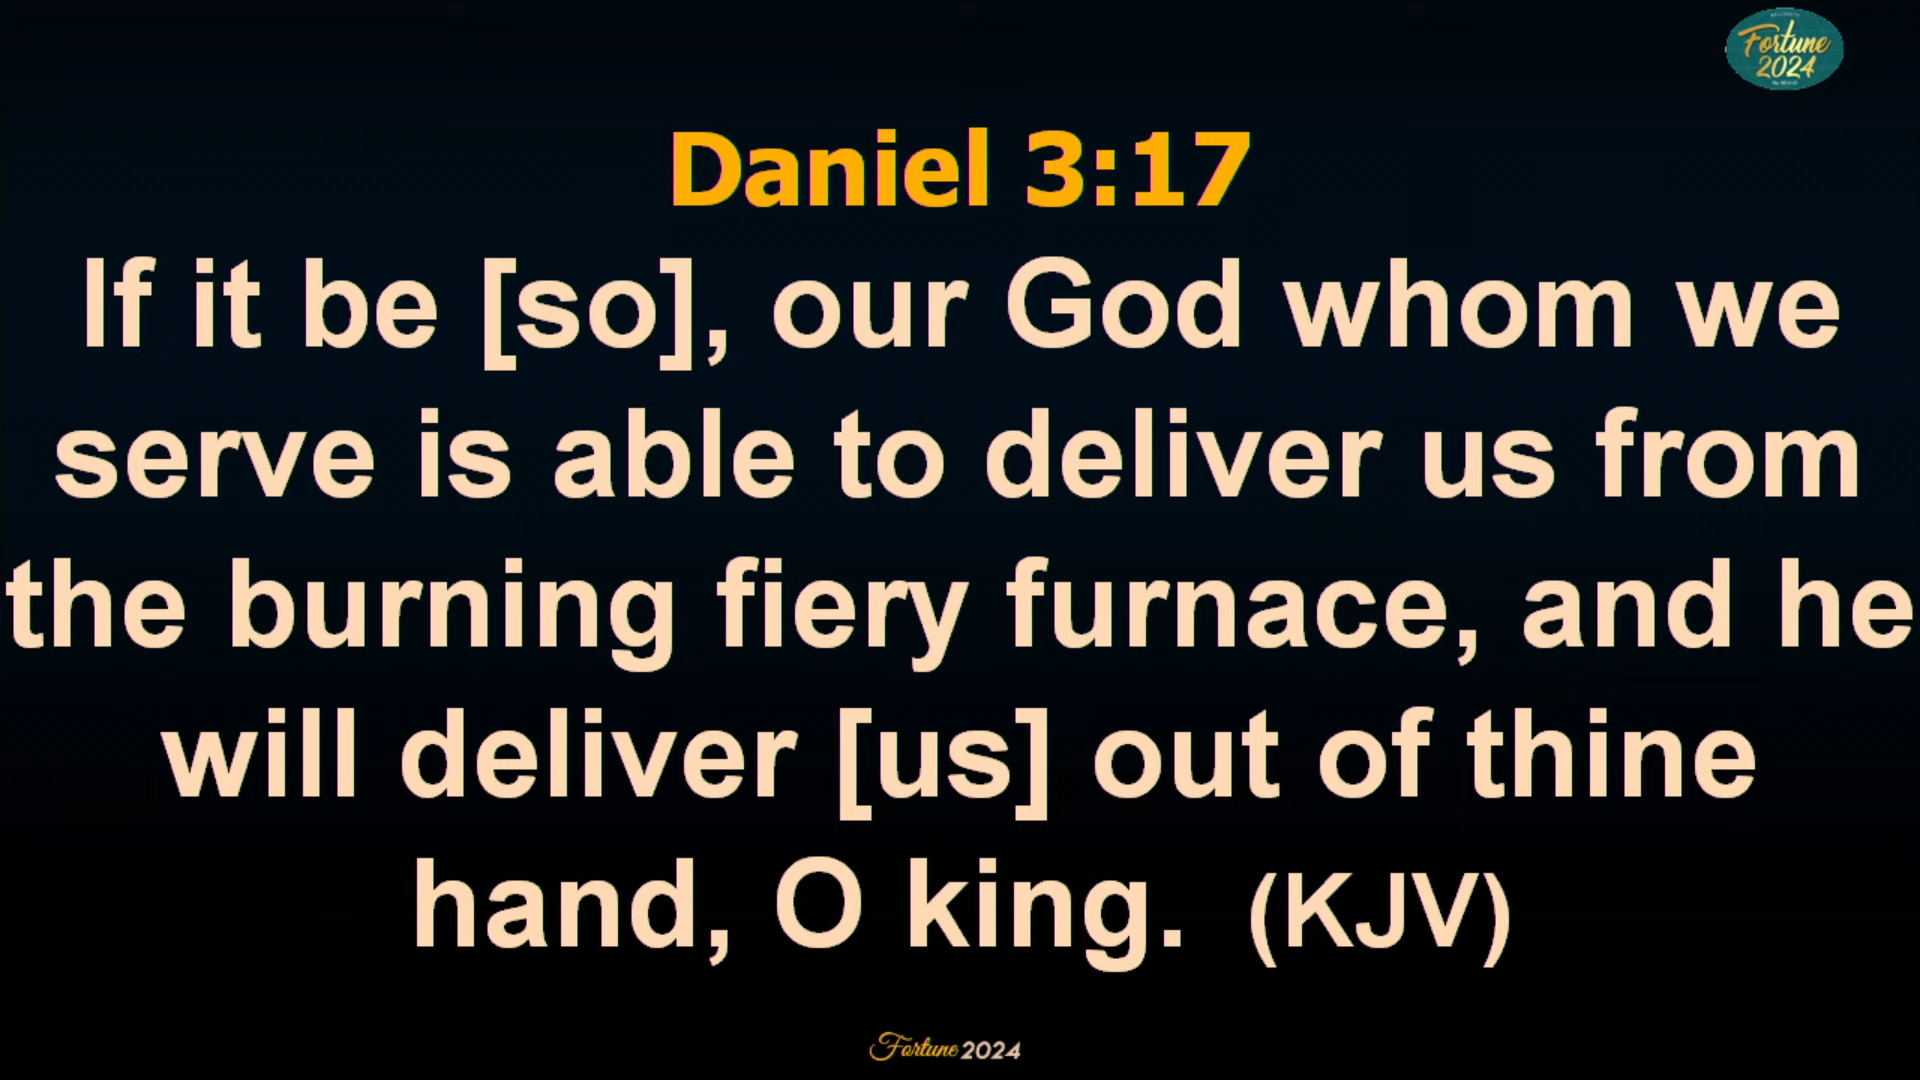 Fortune
2024
Daniel 3:17
If it be [so], our God whom we
serve is able to deliver us from
the burning fiery furnace, and he
will deliver [us] out of thine
hand, O king. (KJV)
Fortune 2024